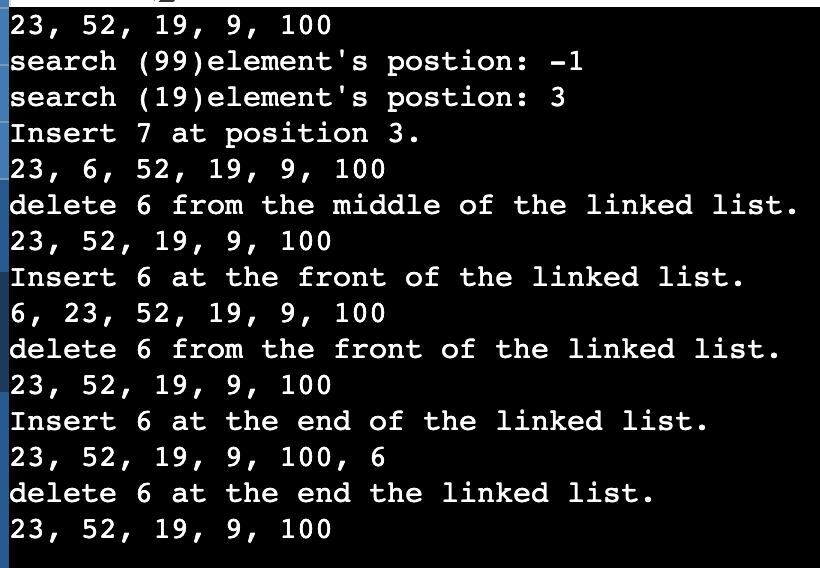 23, 52, 19, 9, 100
search (99)element's postion: -1
search (19)element's postion: 3
Insert 7 at position 3.
23, 6, 52, 19, 9, 100
delete 6 from the middle of the linked list.
23, 52, 19, 9, 100
Insert 6 at the front of the linked list.
6, 23, 52, 19, 9, 100
delete 6 from the front of the linked list.
23, 52, 19, 9, 100
Insert 6 at the end of the linked list.
23, 52, 19, 9, 100, 6
delete 6 at the end the linked list.
23, 52, 19, 9, 100